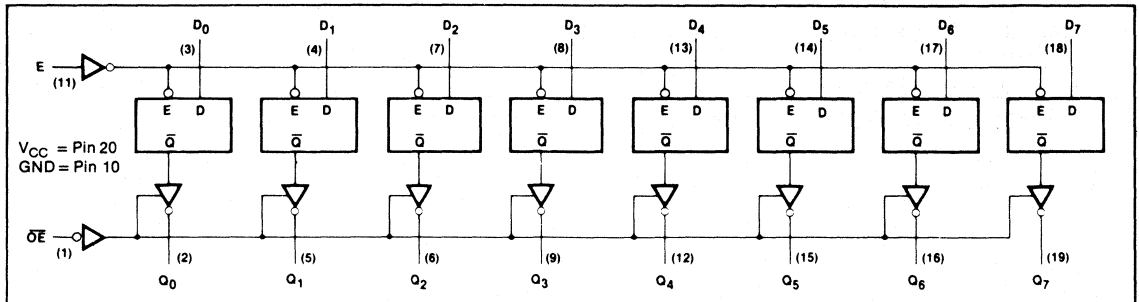 D0 D1 D2 D3 D4 D5 D6 D7
(3) (4) (7) (8) (13) (14) (17) (18)
E
(11)
E D E D E D E D E D E D E D E D
Q̅ Q̅ Q̅ Q̅ Q̅ Q̅ Q̅ Q̅
VCC = Pin 20
GND = Pin 10
O̅E̅
(1)
(2) (5) (6) (9) (12) (15) (16) (19)
Q0 Q1 Q2 Q3 Q4 Q5 Q6 Q7